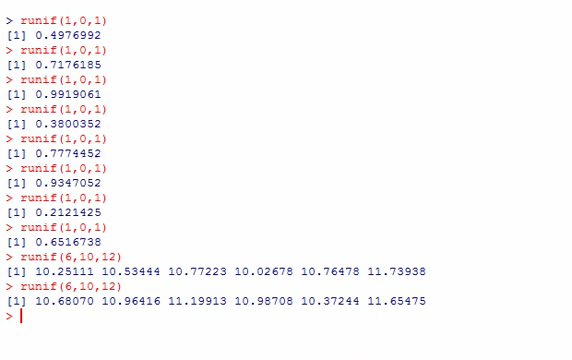 > runif(1,0,1)
[1] 0.4976992
> runif(1,0,1)
[1] 0.7176185
> runif(1,0,1)
[1] 0.9919061
> runif(1,0,1)
[1] 0.3800352
> runif(1,0,1)
[1] 0.7774452
> runif(1,0,1)
[1] 0.9347052
> runif(1,0,1)
[1] 0.2121425
> runif(1,0,1)
[1] 0.6516738
> runif(6,10,12)
[1] 10.25111 10.53444 10.77223 10.02678 10.76478 11.73938
> runif(6,10,12)
[1] 10.68070 10.96416 11.19913 10.98708 10.37244 11.65475
>